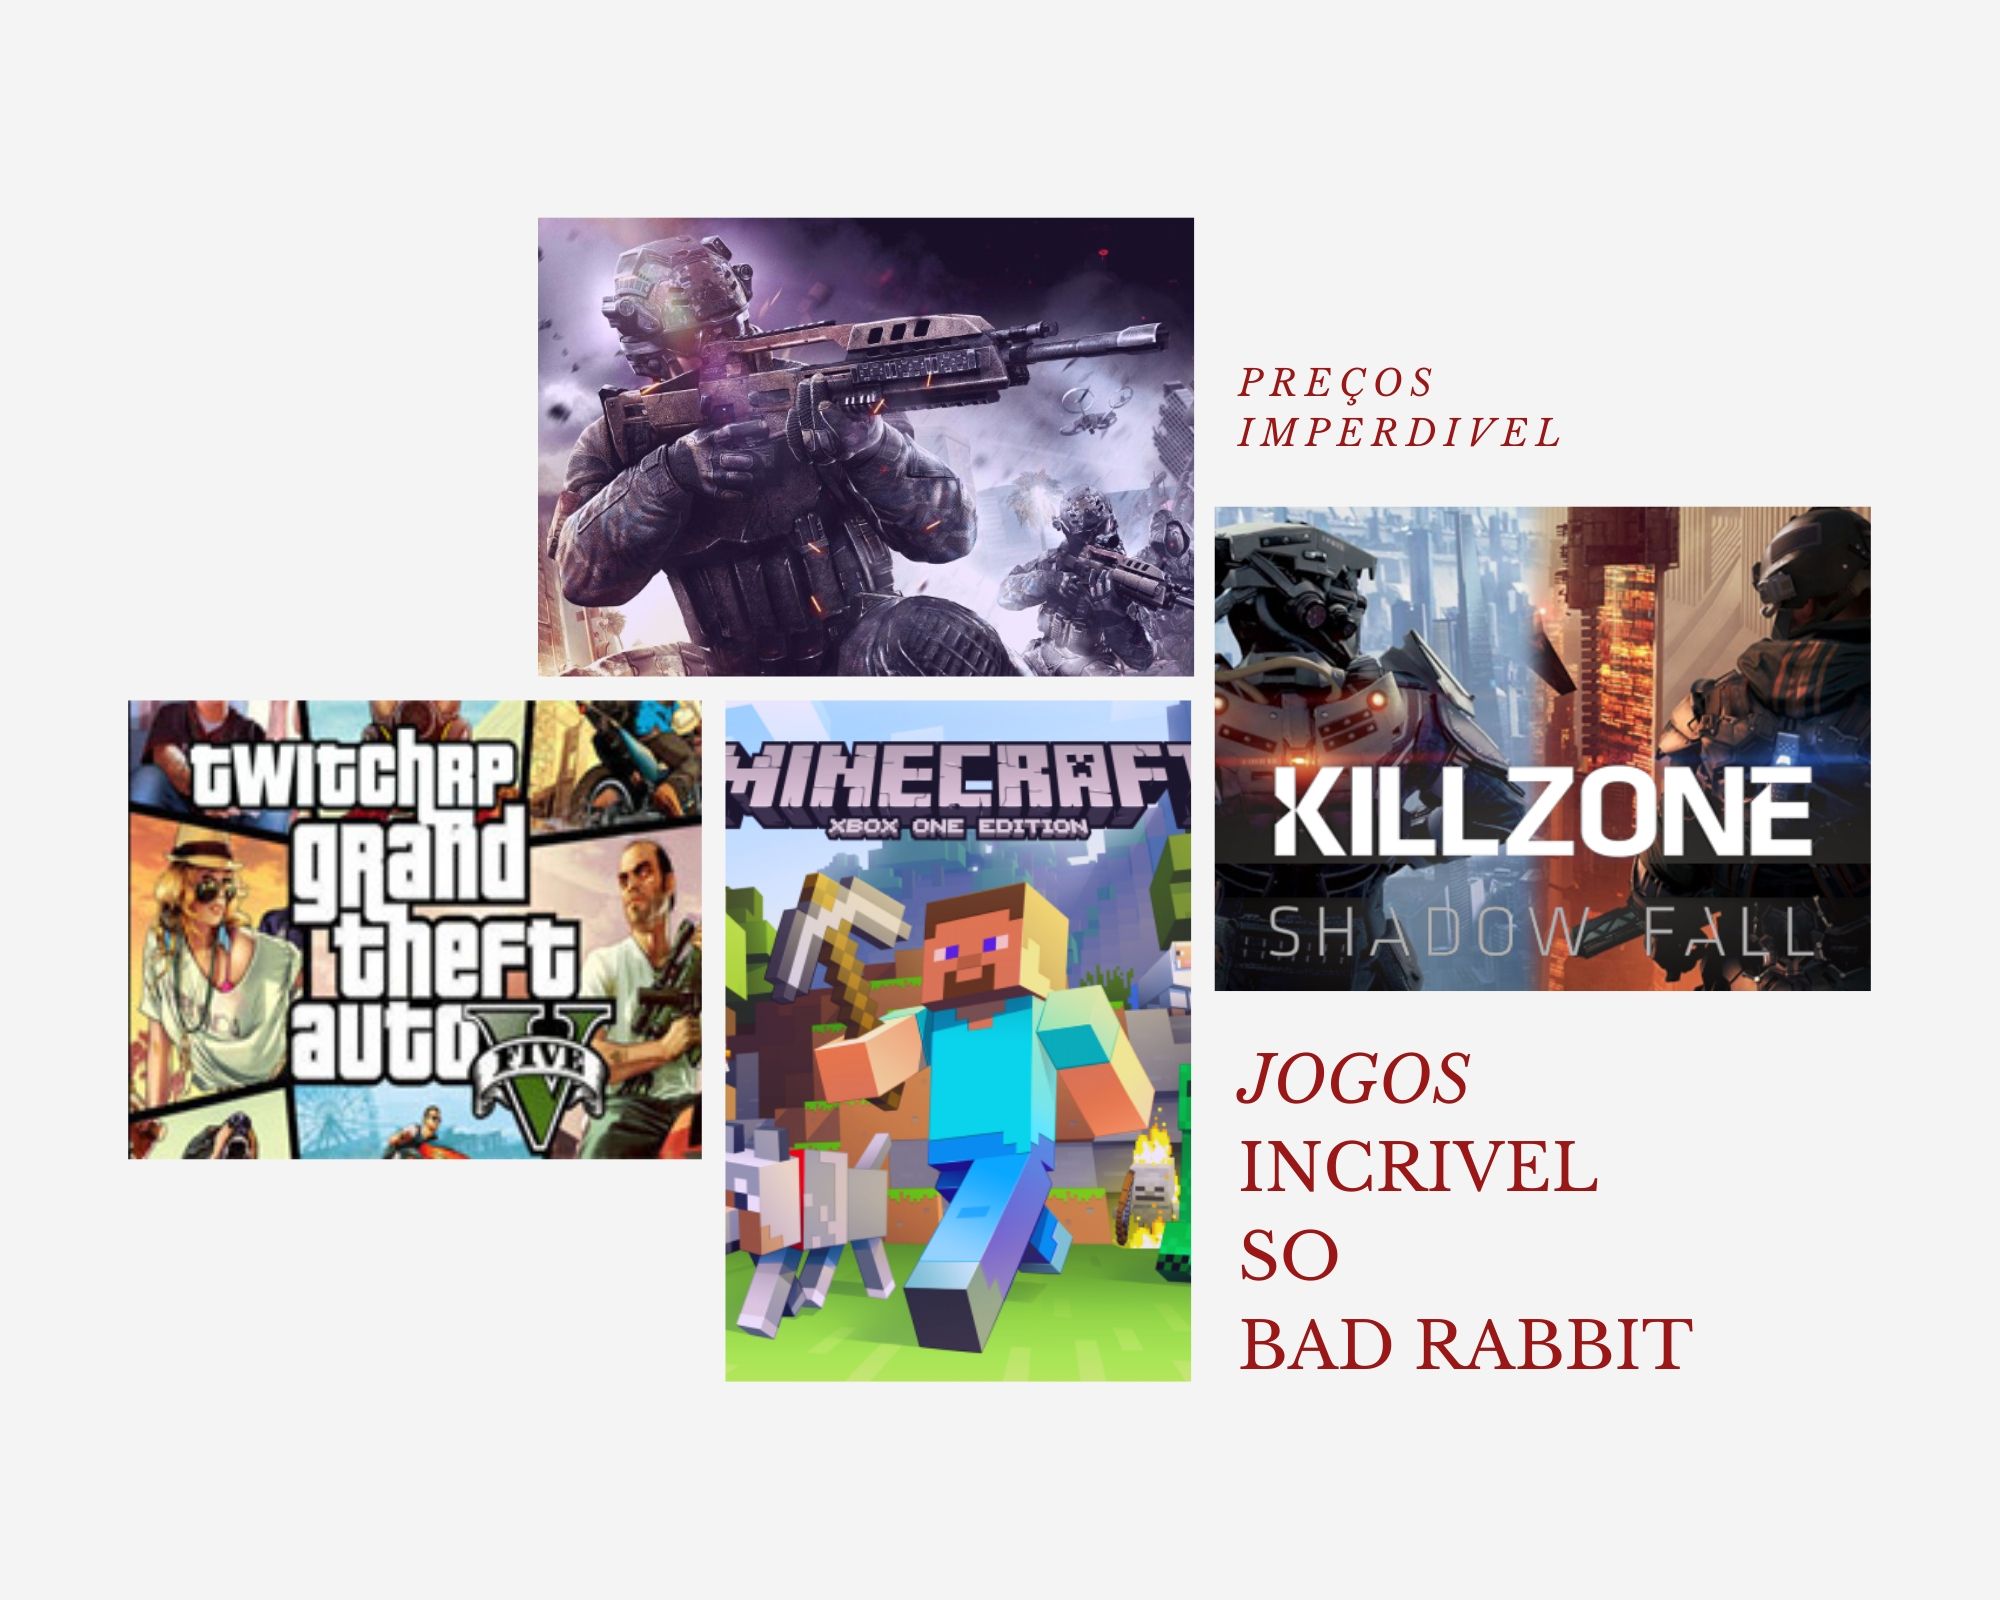 PREÇOS
IMPERDIVEL
twitchRP
grand
theft
auto
V
FIVE
MINECRAFT
XBOX ONE EDITION
KILLZONE
SHADOW FALL
JOGOS
INCRIVEL
SO
BAD RABBIT